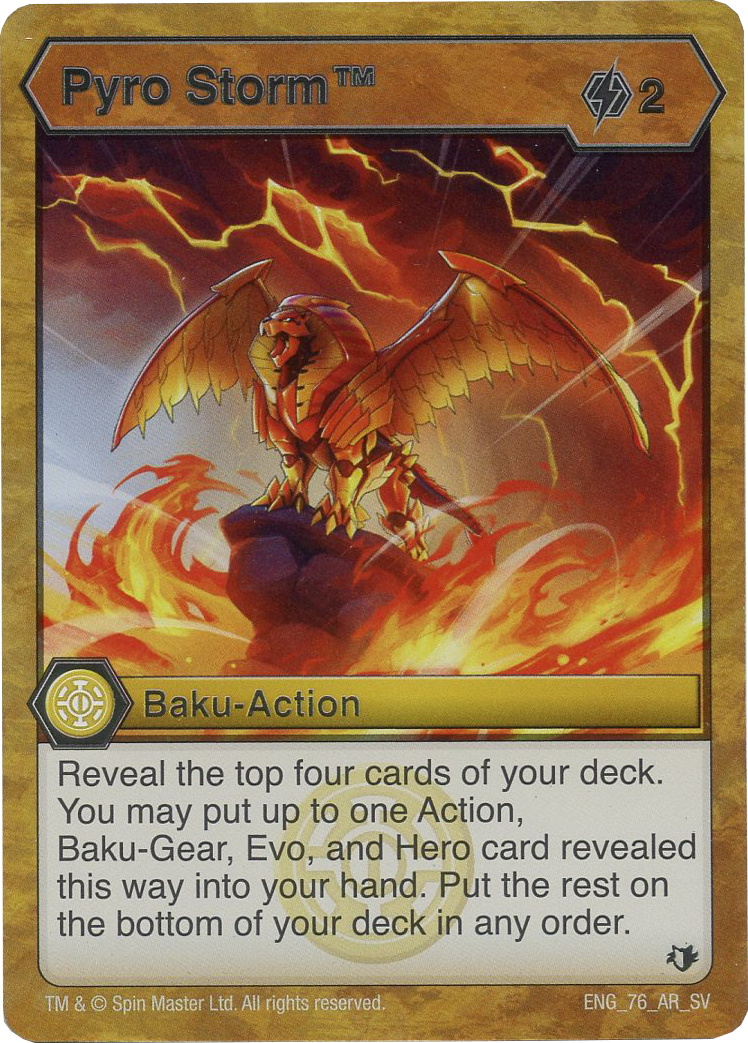 Pyro Storm™
2
Baku-Action
Reveal the top four cards of your deck.
You may put up to one Action,
Baku-Gear, Evo, and Hero card revealed
this way into your hand. Put the rest on
the bottom of your deck in any order.
TM & © Spin Master Ltd. All rights reserved.
ENG_76_AR_SV